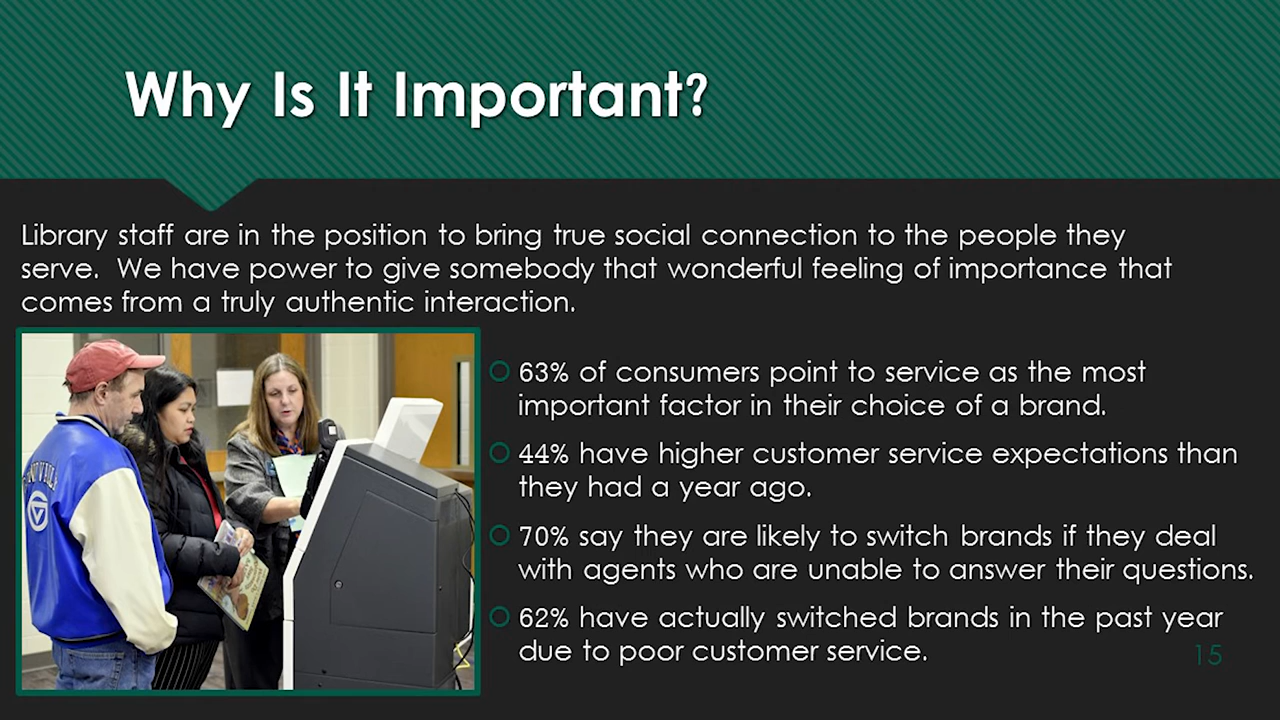 Why Is It Important?
Library staff are in the position to bring true social connection to the people they
serve.  We have power to give somebody that wonderful feeling of importance that
comes from a truly authentic interaction.
63% of consumers point to service as the most
important factor in their choice of a brand.
44% have higher customer service expectations than
they had a year ago.
70% say they are likely to switch brands if they deal
with agents who are unable to answer their questions.
62% have actually switched brands in the past year
due to poor customer service.
15